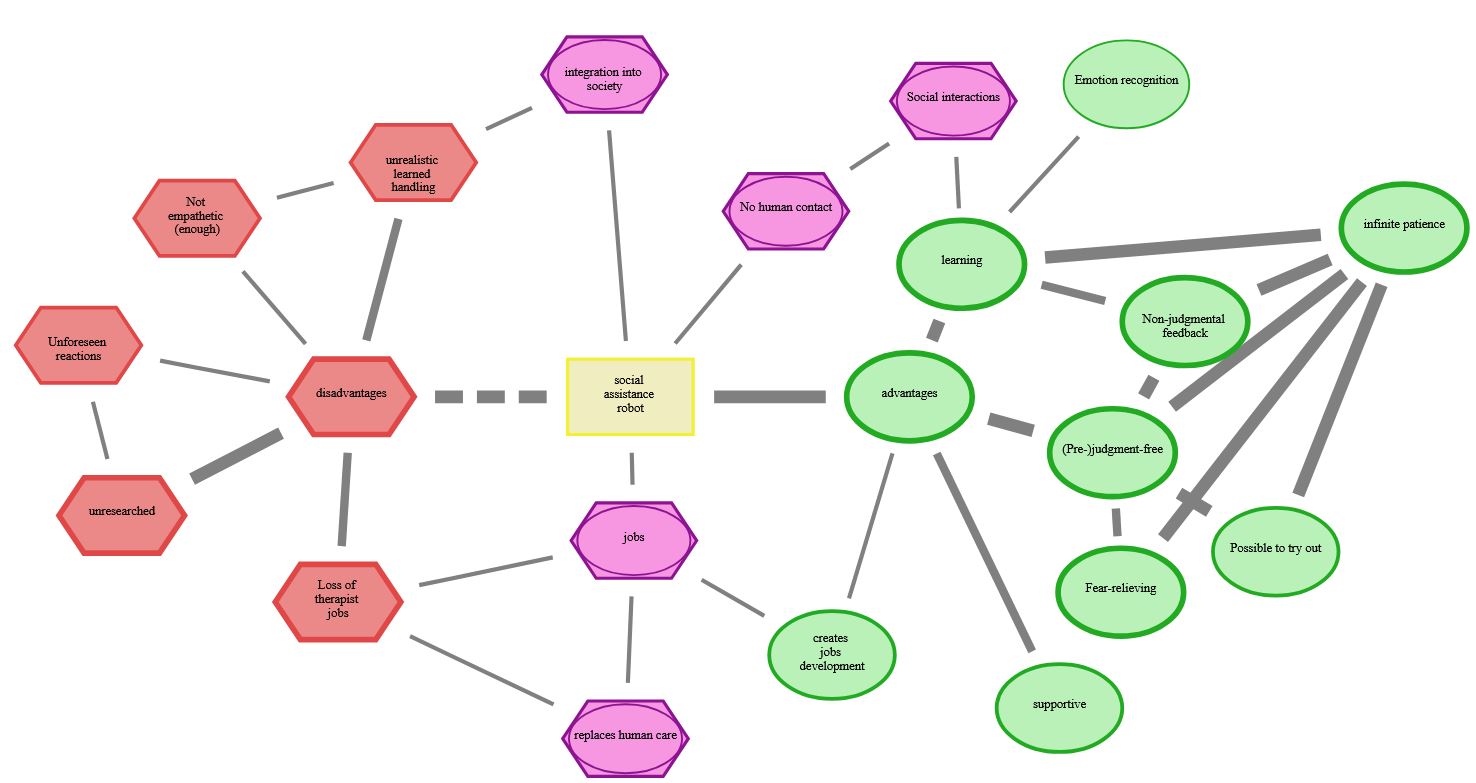 integration into
society
Social interactions
Emotion recognition
unrealistic
learned
handling
Not
empathetic
(enough)
No human contact
infinite patience
learning
Unforeseen
reactions
Non-judgmental
feedback
disadvantages
social
assistance
robot
advantages
(Pre-)judgment-free
unresearched
jobs
Possible to try out
Loss of
therapist
jobs
Fear-relieving
creates
jobs
development
supportive
replaces human care